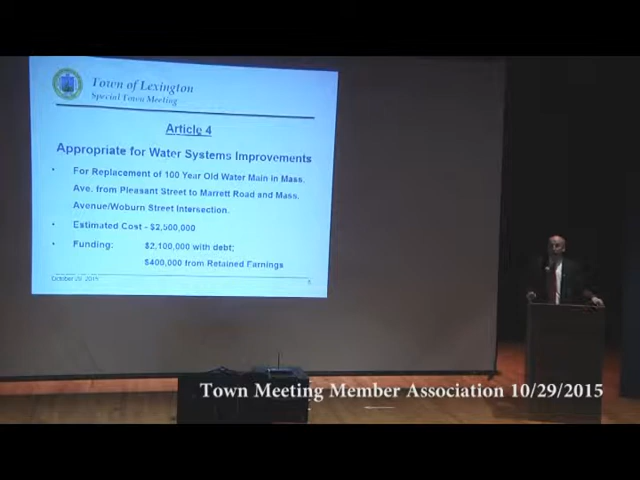 Town of Lexington
Special Town Meeting
Article 4
Appropriate for Water Systems Improvements
• For Replacement of 100 Year Old Water Main in Mass.
Ave. from Pleasant Street to Marrett Road and Mass.
Avenue/Woburn Street Intersection.
• Estimated Cost - $2,500,000
• Funding: $2,100,000 with debt;
$400,000 from Retained Earnings
Town Meeting Member Association 10/29/2015